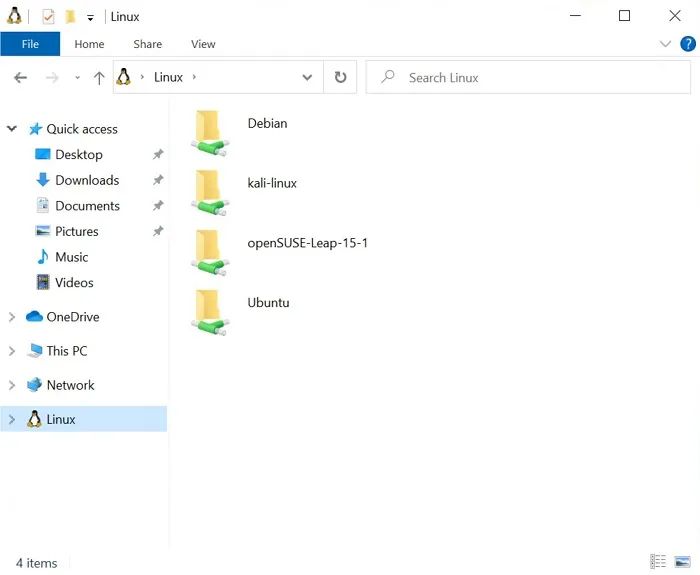 Linux
File Home Share View
Linux
Search Linux
Quick access
Desktop
Downloads
Documents
Pictures
Music
Videos
OneDrive
This PC
Network
Linux
Debian
kali-linux
openSUSE-Leap-15-1
Ubuntu
4 items